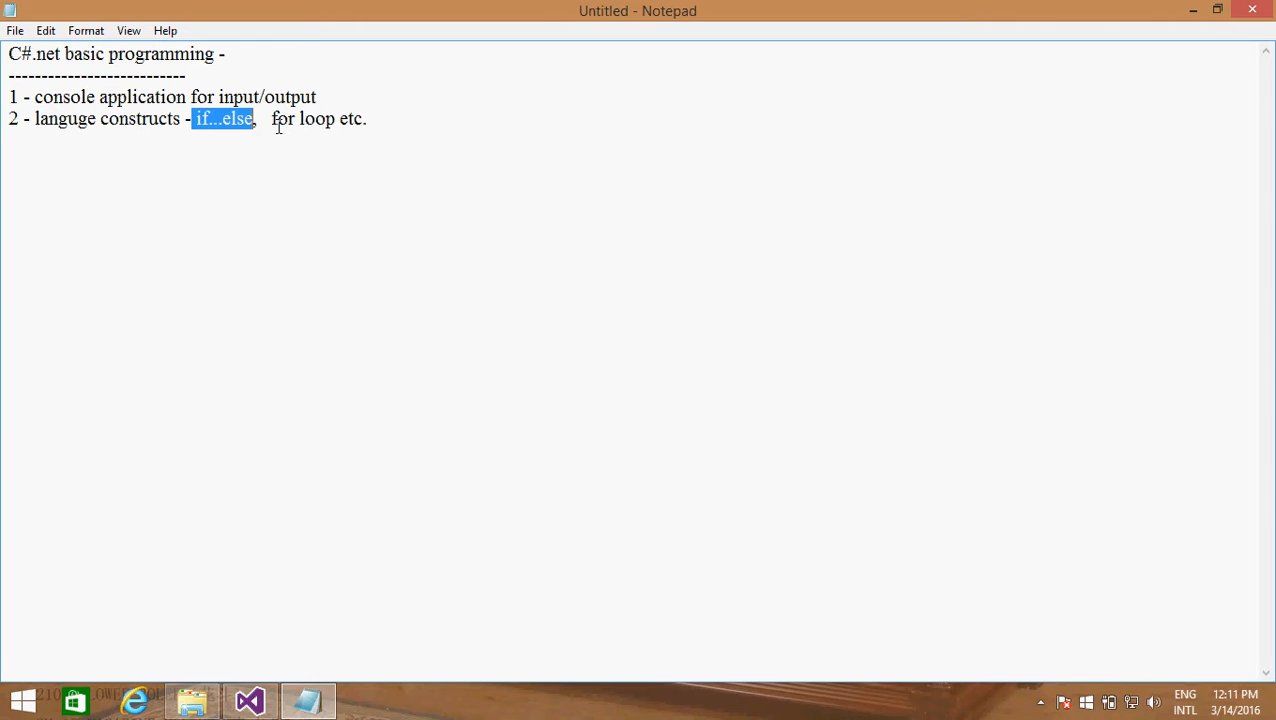 Untitled - Notepad
File Edit Format View Help
C#.net basic programming -
---------------------------
1 - console application for input/output
2 - languge constructs - if...else,   for loop etc.
ENG 12:11 PM
INTL 3/14/2016